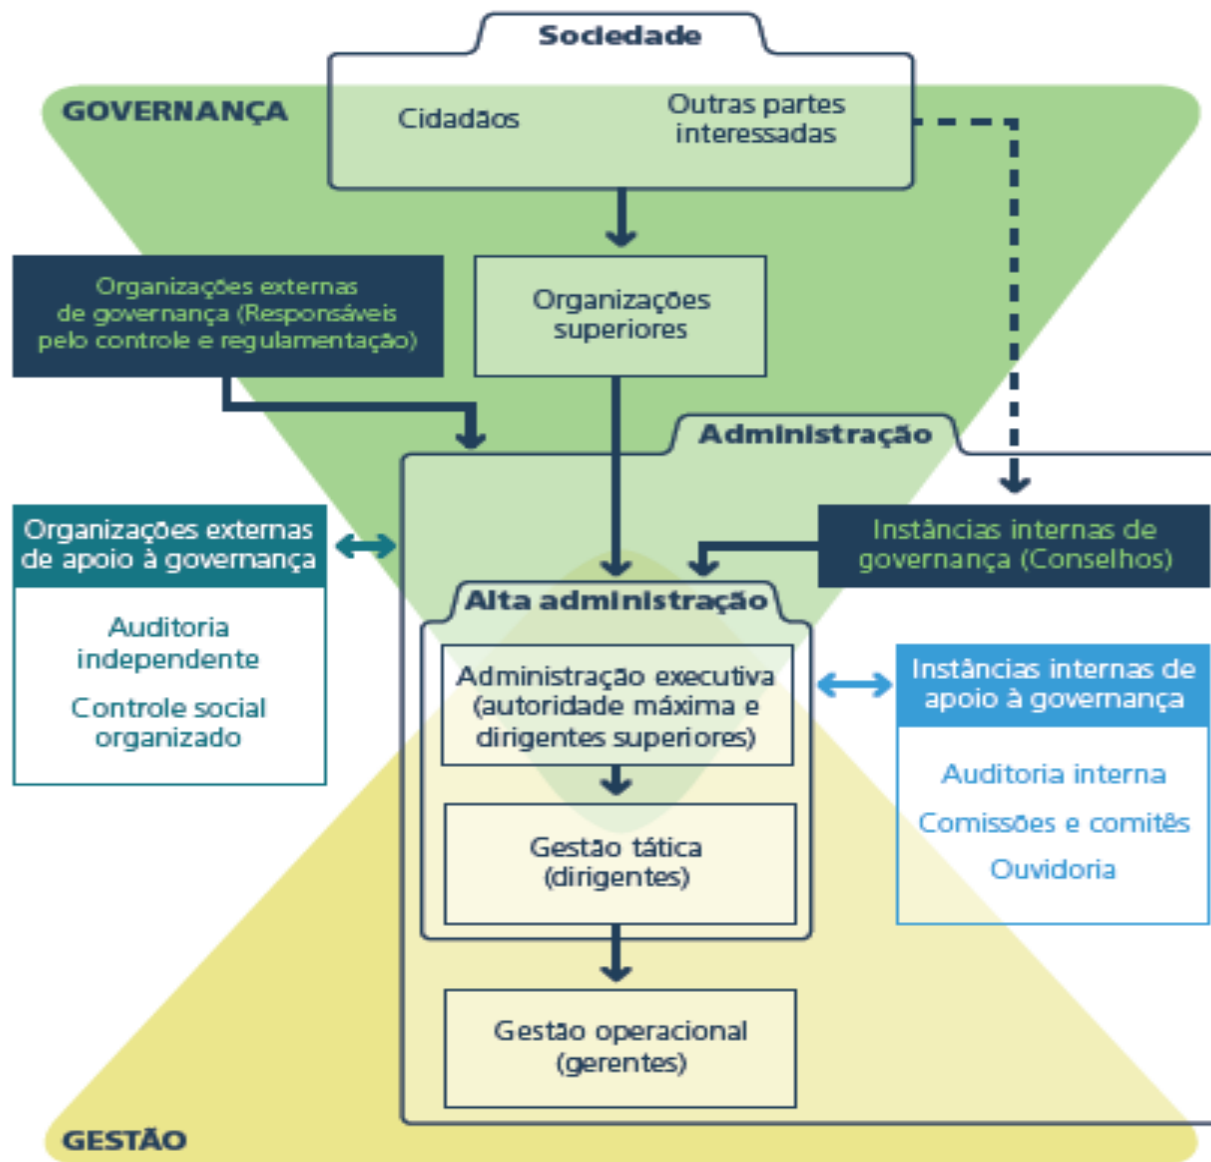 Sociedade
GOVERNANÇA
Cidadãos
Outras partes
interessadas
Organizações externas
de governança (Responsáveis
pelo controle e regulamentação)
Organizações
superiores
Administração
Organizações externas
de apoio à governança
Auditoria
independente
Controle social
organizado
Instâncias internas de
governança (Conselhos)
Alta administração
Administração executiva
(autoridade máxima e
dirigentes superiores)
Instâncias internas de
apoio à governança
Auditoria interna
Comissões e comitês
Ouvidoria
Gestão tática
(dirigentes)
Gestão operacional
(gerentes)
GESTÃO